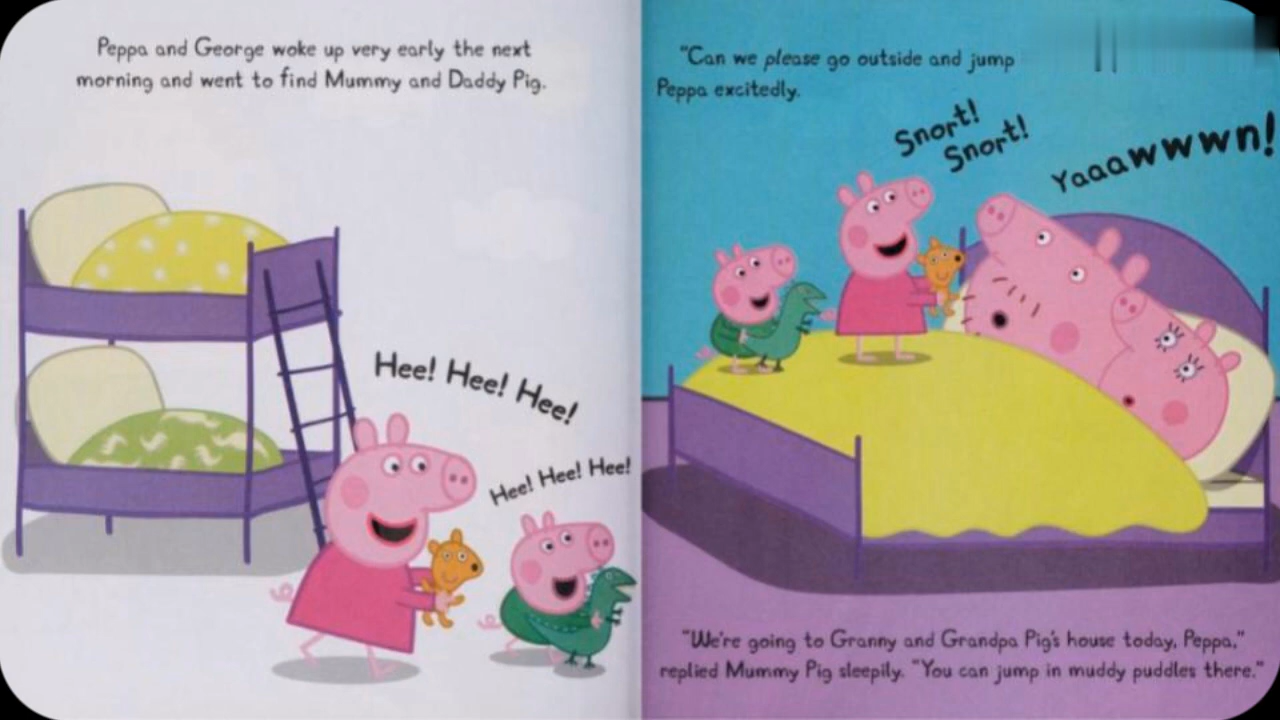 Peppa and George woke up very early the next
morning and went to find Mummy and Daddy Pig.
Hee! Hee! Hee!
Hee! Hee! Hee!
"Can we please go outside and jump
Peppa excitedly.
Snort!
Snort!
Yaaawwwwn!
"We're going to Granny and Grandpa Pig's house today, Peppa,"
replied Mummy Pig sleepily. "You can jump in muddy puddles there."